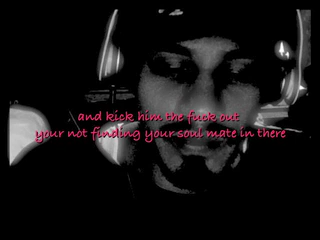 and kick him the fuck out
your not finding your soul mate in there